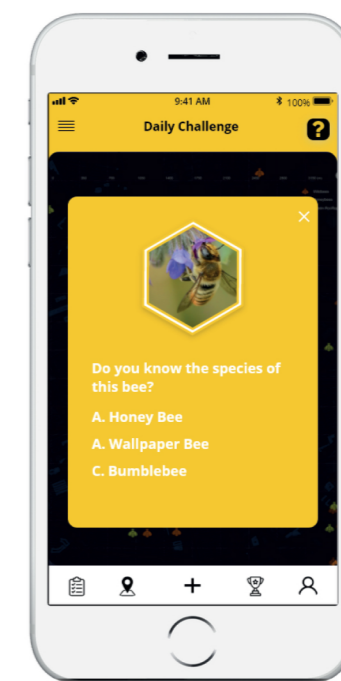 9:41 AM
100%
Daily Challenge
?
Do you know the species of
this bee?
A. Honey Bee
A. Wallpaper Bee
C. Bumblebee